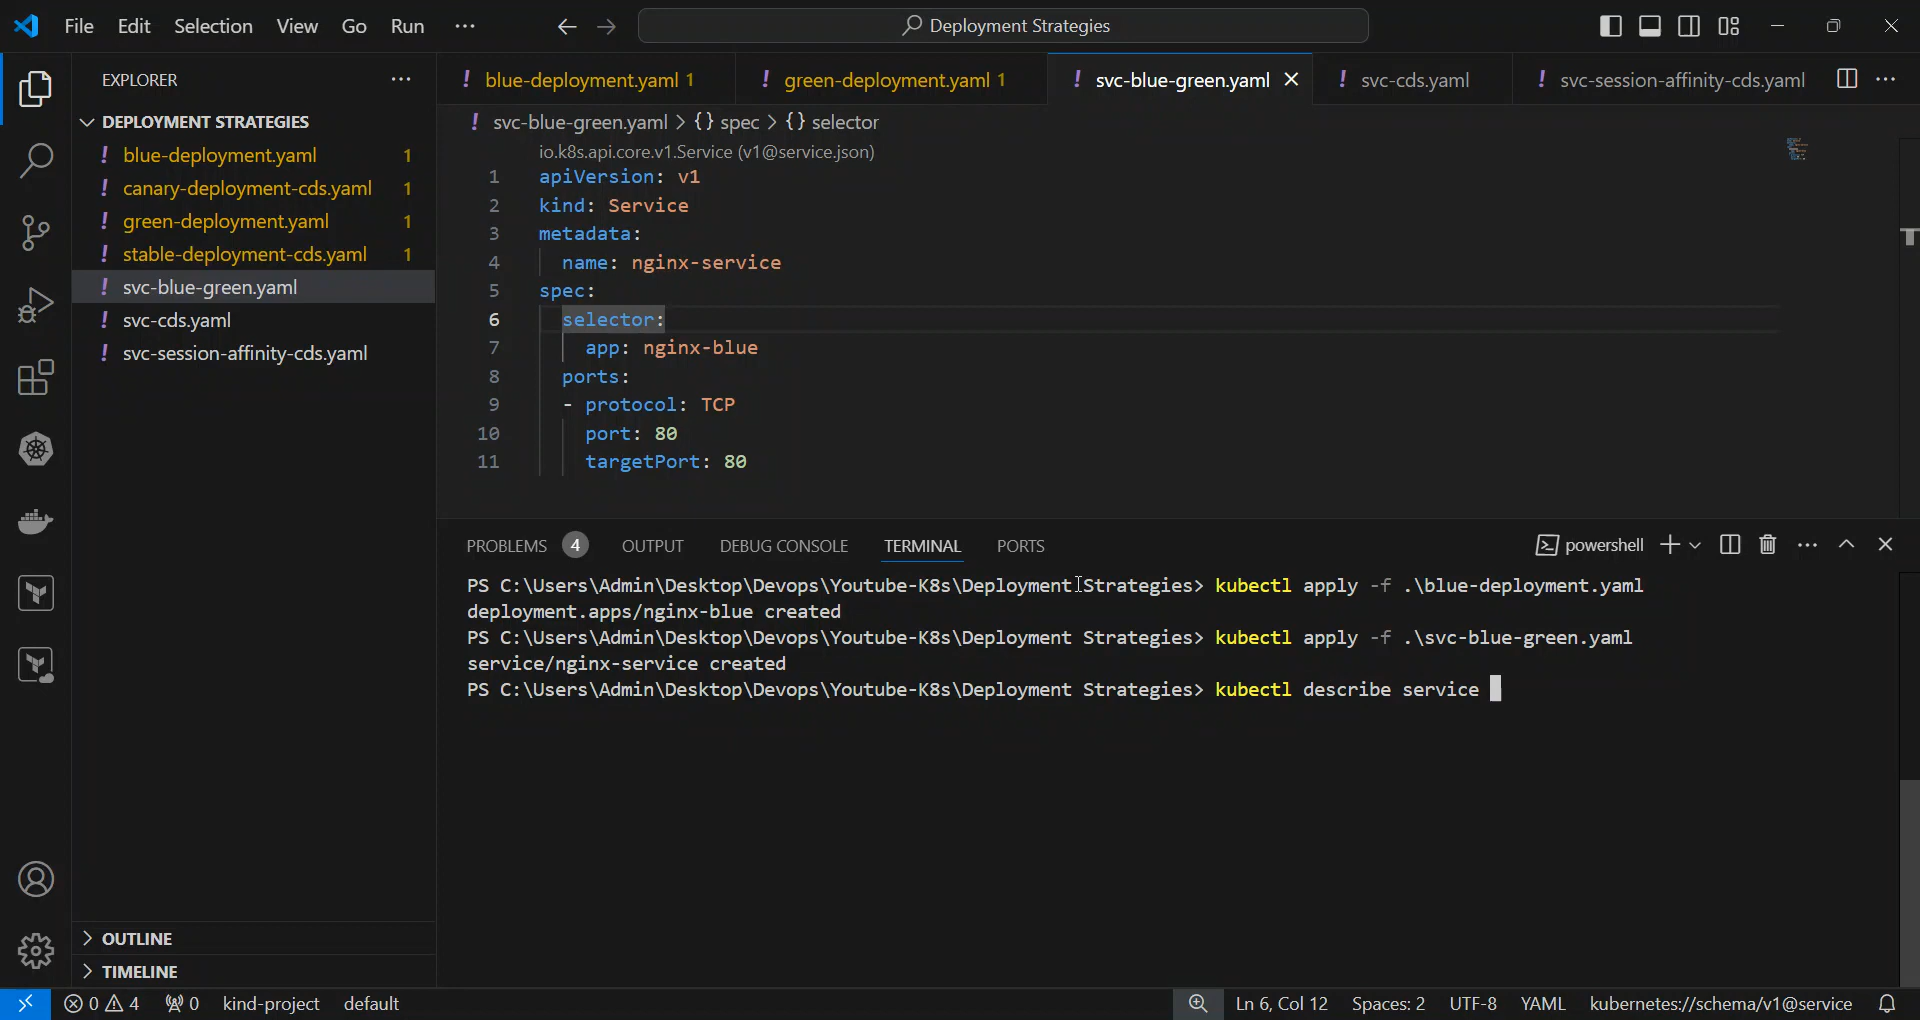 File Edit Selection View Go Run ··· Deployment Strategies
EXPLORER ···
DEPLOYMENT STRATEGIES
! blue-deployment.yaml 1
! canary-deployment-cds.yaml 1
! green-deployment.yaml 1
! stable-deployment-cds.yaml 1
! svc-blue-green.yaml
! svc-cds.yaml
! svc-session-affinity-cds.yaml
OUTLINE
TIMELINE
! blue-deployment.yaml 1 ! green-deployment.yaml 1 ! svc-blue-green.yaml ! svc-cds.yaml ! svc-session-affinity-cds.yaml ···
! svc-blue-green.yaml > {} spec > {} selector
io.k8s.api.core.v1.Service (v1@service.json)
1 apiVersion: v1
2 kind: Service
3 metadata:
4 name: nginx-service
5 spec:
6 selector:
7 app: nginx-blue
8 ports:
9 - protocol: TCP
10 port: 80
11 targetPort: 80
PROBLEMS 4 OUTPUT DEBUG CONSOLE TERMINAL PORTS powershell ···
PS C:\Users\Admin\Desktop\Devops\Youtube-K8s\Deployment Strategies> kubectl apply -f .\blue-deployment.yaml
deployment.apps/nginx-blue created
PS C:\Users\Admin\Desktop\Devops\Youtube-K8s\Deployment Strategies> kubectl apply -f .\svc-blue-green.yaml
service/nginx-service created
PS C:\Users\Admin\Desktop\Devops\Youtube-K8s\Deployment Strategies> kubectl describe service
0 4 0 kind-project default Ln 6, Col 12 Spaces: 2 UTF-8 YAML kubernetes://schema/v1@service